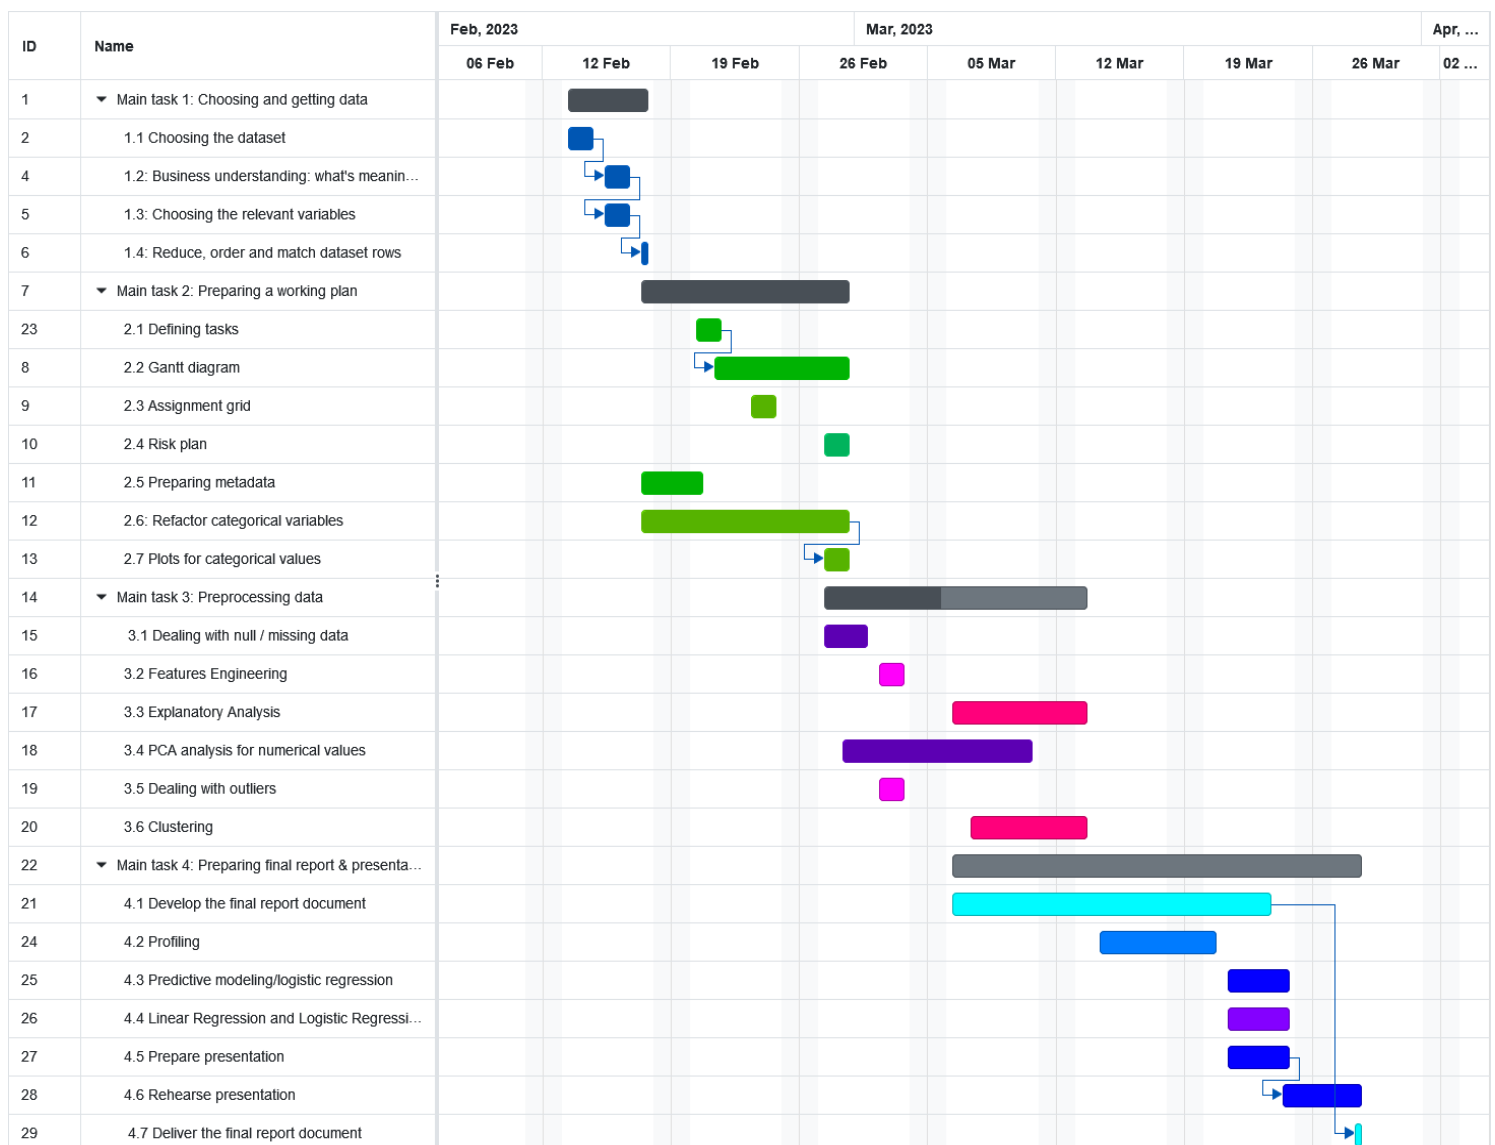 ID Name Feb, 2023 Mar, 2023 Apr, ...
06 Feb 12 Feb 19 Feb 26 Feb 05 Mar 12 Mar 19 Mar 26 Mar 02 ...
1 Main task 1: Choosing and getting data
2 1.1 Choosing the dataset
4 1.2: Business understanding: what's meanin...
5 1.3: Choosing the relevant variables
6 1.4: Reduce, order and match dataset rows
7 Main task 2: Preparing a working plan
23 2.1 Defining tasks
8 2.2 Gantt diagram
9 2.3 Assignment grid
10 2.4 Risk plan
11 2.5 Preparing metadata
12 2.6: Refactor categorical variables
13 2.7 Plots for categorical values
14 Main task 3: Preprocessing data
15 3.1 Dealing with null / missing data
16 3.2 Features Engineering
17 3.3 Explanatory Analysis
18 3.4 PCA analysis for numerical values
19 3.5 Dealing with outliers
20 3.6 Clustering
22 Main task 4: Preparing final report & presenta...
21 4.1 Develop the final report document
24 4.2 Profiling
25 4.3 Predictive modeling/logistic regression
26 4.4 Linear Regression and Logistic Regressi...
27 4.5 Prepare presentation
28 4.6 Rehearse presentation
29 4.7 Deliver the final report document